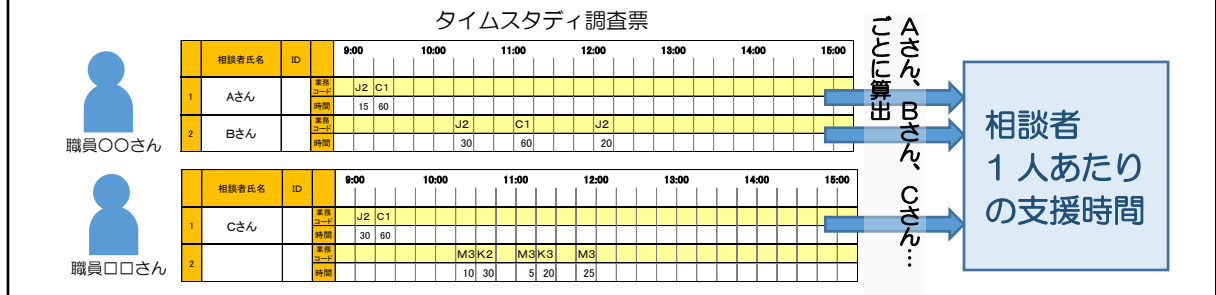 タイムスタディ調査票
相談者氏名 ID 9:00 10:00 11:00 12:00 13:00 14:00 15:00
1 Aさん 業務コード J2 C1
時間 15 60
2 Bさん 業務コード J2 C1 J2
時間 30 60 20
職員〇〇さん
相談者氏名 ID 9:00 10:00 11:00 12:00 13:00 14:00 15:00
1 Cさん 業務コード J2 C1
時間 30 60
2 業務コード M3 K2 M3 K3 M3
時間 10 30 5 20 25
職員□□さん
Aさん、Bさん、Cさん…
ごとに算出
相談者
1人あたり
の支援時間